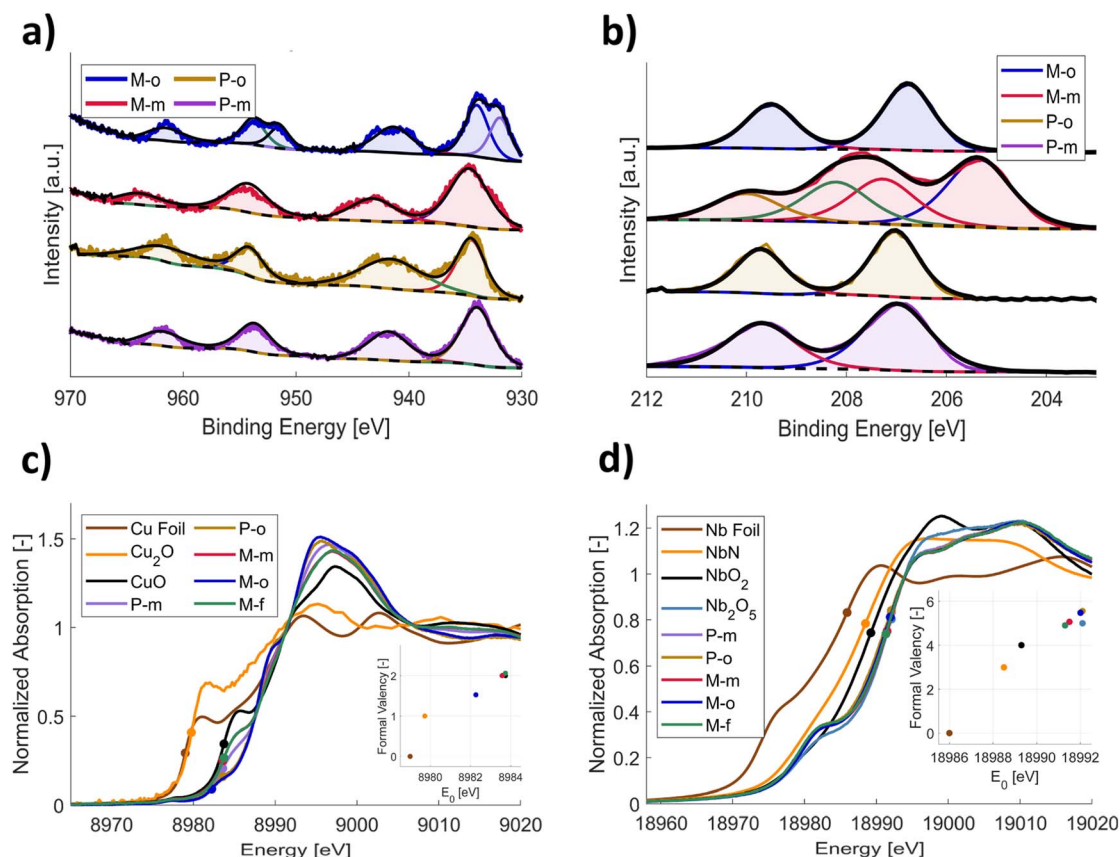 a)
M-o
P-o
M-m
P-m
Intensity [a.u.]
970
960
950
940
930
Binding Energy [eV]
b)
M-o
M-m
P-o
P-m
Intensity [a.u.]
212
210
208
206
204
Binding Energy [eV]
c)
Cu Foil
P-o
Cu₂O
M-m
CuO
M-o
P-m
M-f
Normalized Absorption [-]
1.5
1
0.5
0
8970
8980
8990
9000
9010
9020
Energy [eV]
Formal Valency [-]
2
1
0
8980
8982
8984
E₀ [eV]
d)
Nb Foil
NbN
NbO₂
Nb₂O₅
P-m
P-o
M-m
M-o
M-f
Normalized Absorption [-]
1.2
1.0
0.8
0.6
0.4
0.2
0
18960
18970
18980
18990
19000
19010
19020
Energy [eV]
Formal Valency [-]
6
4
2
0
18986
18988
18990
18992
E₀ [eV]